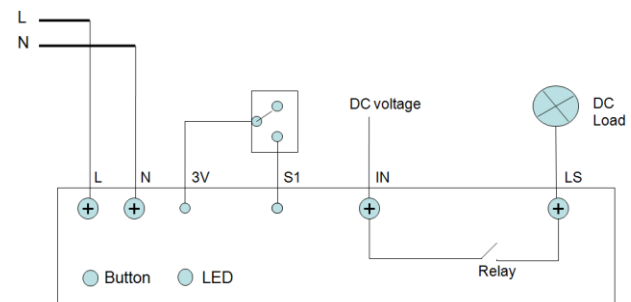 L
N
DC voltage
DC
Load
L N 3V S1 IN LS
Relay
Button LED